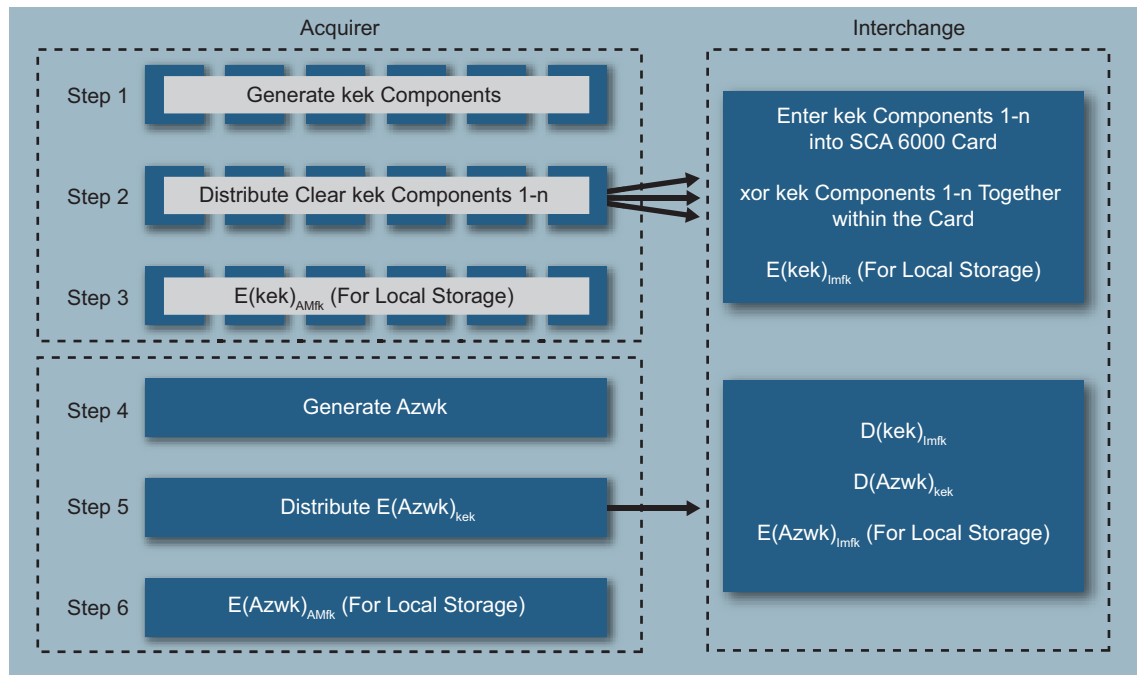 Acquirer
Interchange
Step 1
Generate kek Components
Step 2
Distribute Clear kek Components 1-n
Step 3
E(kek)AMfk (For Local Storage)
Enter kek Components 1-n
into SCA 6000 Card
xor kek Components 1-n Together
within the Card
E(kek)Imfk (For Local Storage)
Step 4
Generate Azwk
Step 5
Distribute E(Azwk)kek
Step 6
E(Azwk)AMfk (For Local Storage)
D(kek)Imfk
D(Azwk)kek
E(Azwk)Imfk (For Local Storage)